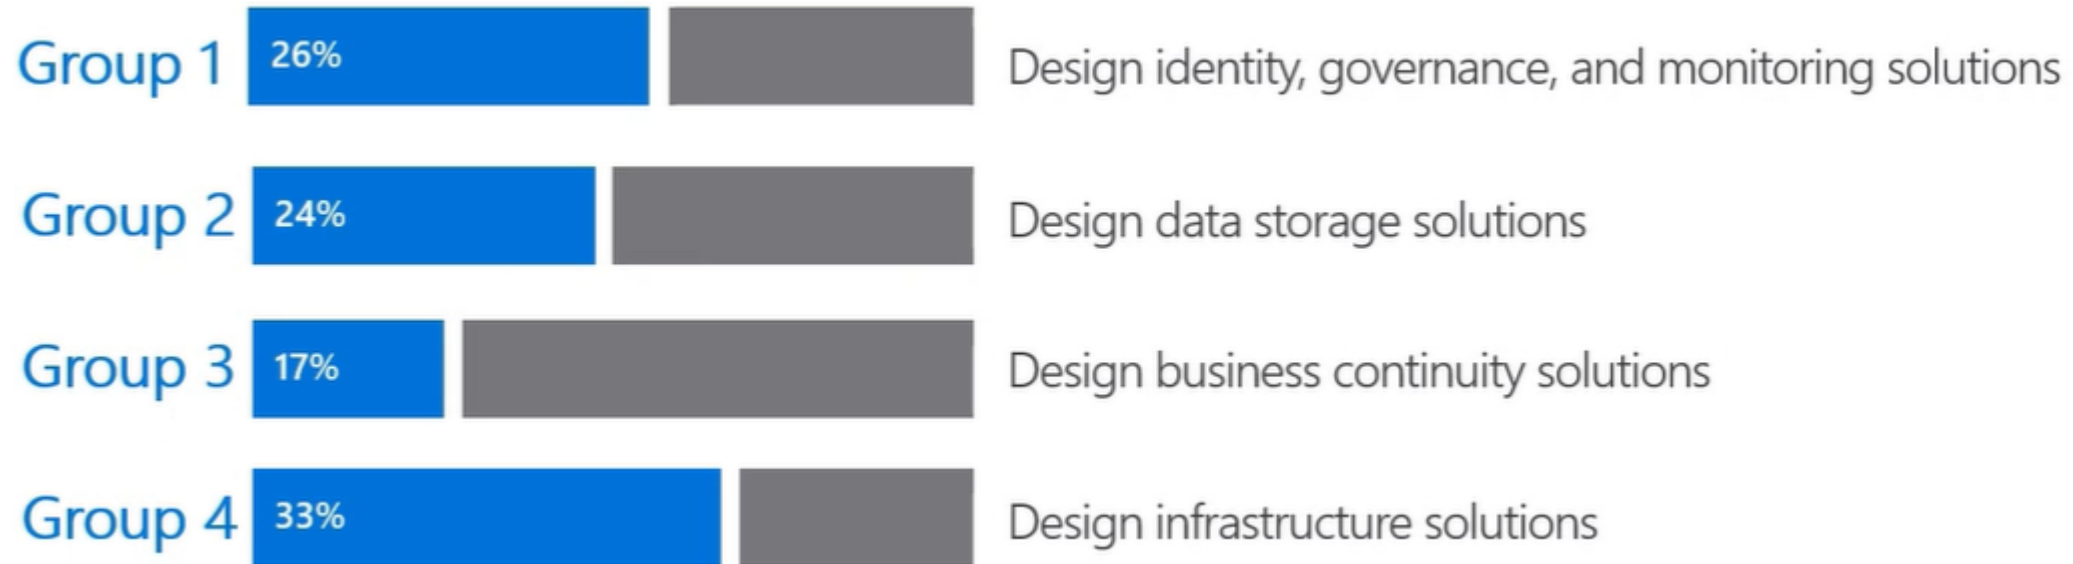 Group 1 26% Design identity, governance, and monitoring solutions
Group 2 24% Design data storage solutions
Group 3 17% Design business continuity solutions
Group 4 33% Design infrastructure solutions